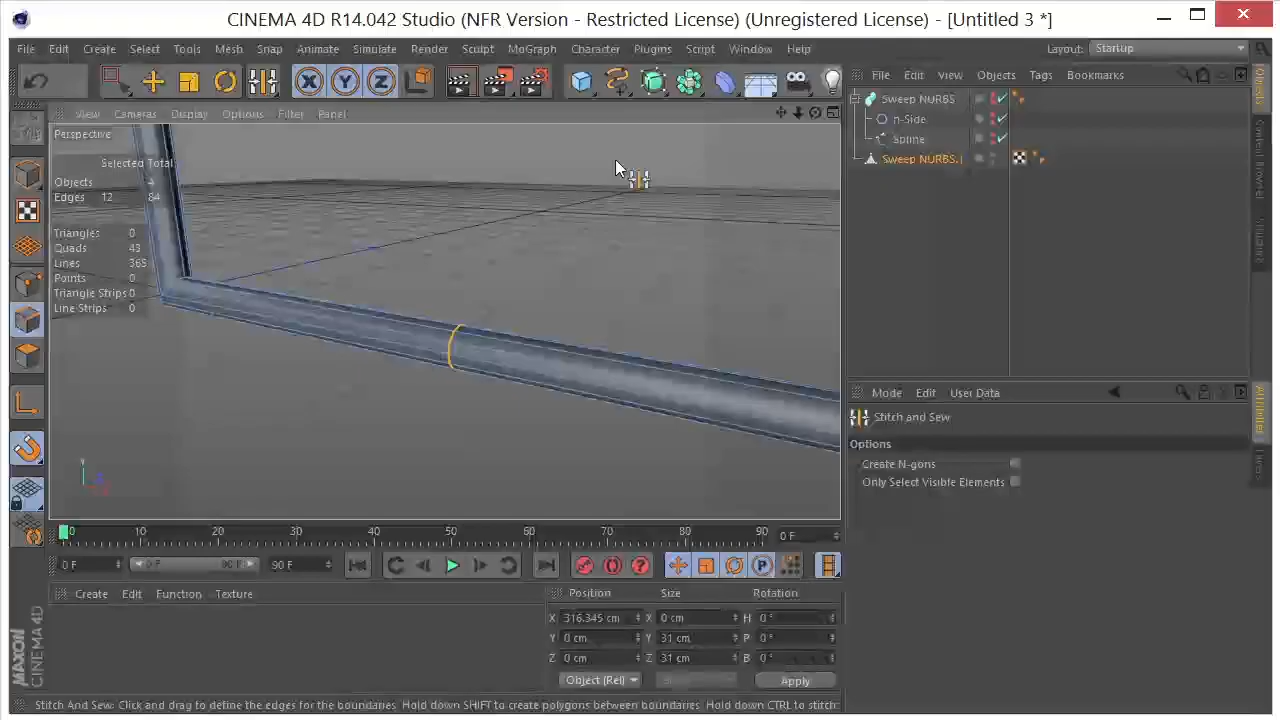 CINEMA 4D R14.042 Studio (NFR Version - Restricted License) (Unregistered License) - [Untitled 3 *]
File Edit Create Select Tools Mesh Snap Animate Simulate Render Sculpt MoGraph Character Plugins Script Window Help Layout: Startup
File Edit View Objects Tags Bookmarks
View Cameras Display Options Filter Panel
Perspective
Selected Total
Objects
Edges 12 84
Triangles 0
Quads 43
Lines 365
Points 0
Triangle Strips 0
Line Strips 0
Sweep NURBS
n-Side
Spline
Sweep NURBS.
Objects
Content Browser
Structure
Mode Edit User Data
Stitch and Sew
Options
Create N-gons
Only Select Visible Elements
Attributes
0 10 20 30 40 50 60 70 80 90 0 F
0 F 0 F 90 F 90 F
Create Edit Function Texture
Position Size Rotation
X 316.345 cm X 0 cm H 0 °
Y 0 cm Y 31 cm P 0 °
Z 0 cm Z 31 cm B 0 °
Object (Rel) Apply
MAXON
CINEMA 4D
Stitch And Sew: Click and drag to define the edges for the boundaries. Hold down SHIFT to create polygons between boundaries. Hold down CTRL to stitch